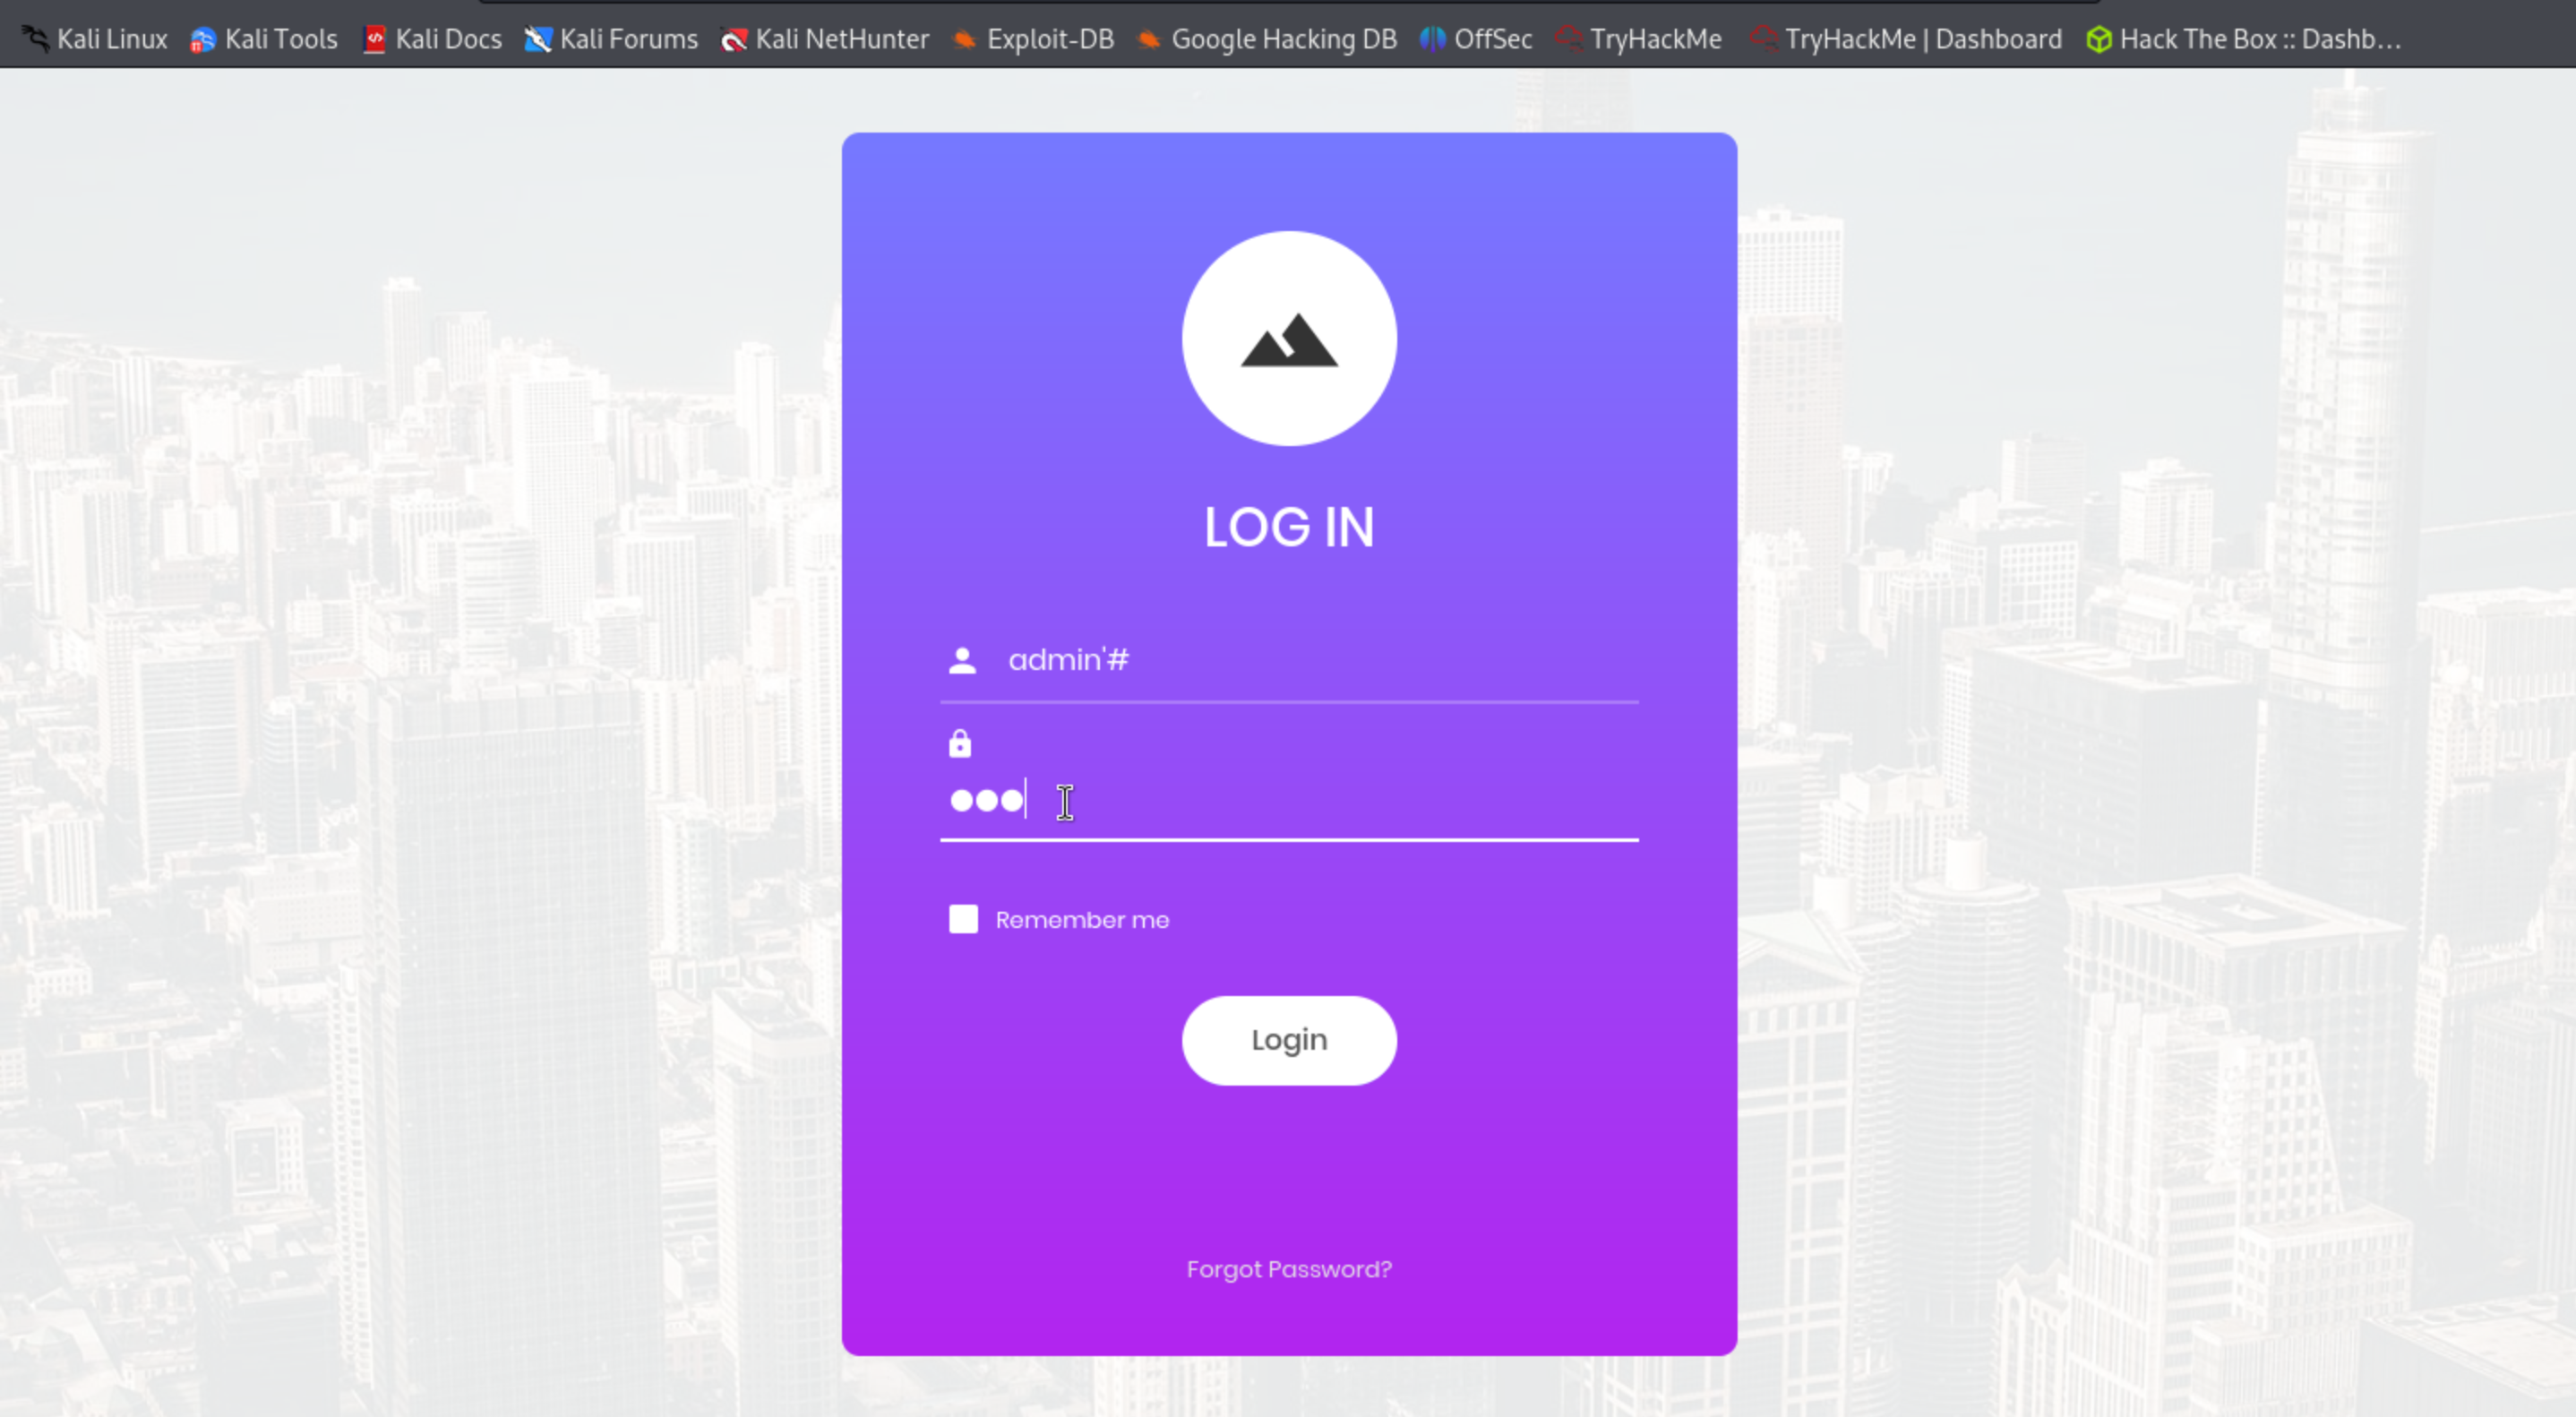 Kali Linux Kali Tools Kali Docs Kali Forums Kali NetHunter Exploit-DB Google Hacking DB OffSec TryHackMe TryHackMe | Dashboard Hack The Box :: Dashb…
LOG IN
admin'#
Remember me
Login
Forgot Password?